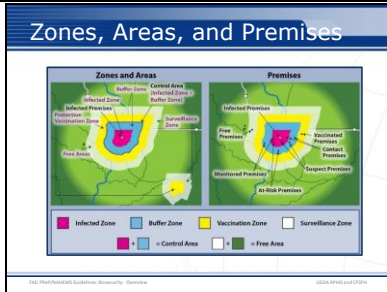 Zones, Areas, and Premises
Zones and Areas
Buffer Zone
Control Area
(Infected Zone +
Buffer Zone)
Infected Zone
Infected Premises
Protection
Vaccination Zone
Surveillance
Zone
Free Areas
Premises
Infected Premises
Free
Premises
Vaccinated
Premises
Contact
Premises
Suspect Premises
Monitored Premises
At-Risk Premises
Infected Zone
Buffer Zone
Vaccination Zone
Surveillance Zone
+ = Control Area
+ = Free Area
FAD PReP/NAHEMS Guidelines: Biosecurity - Overview
USDA APHIS and CFSPH